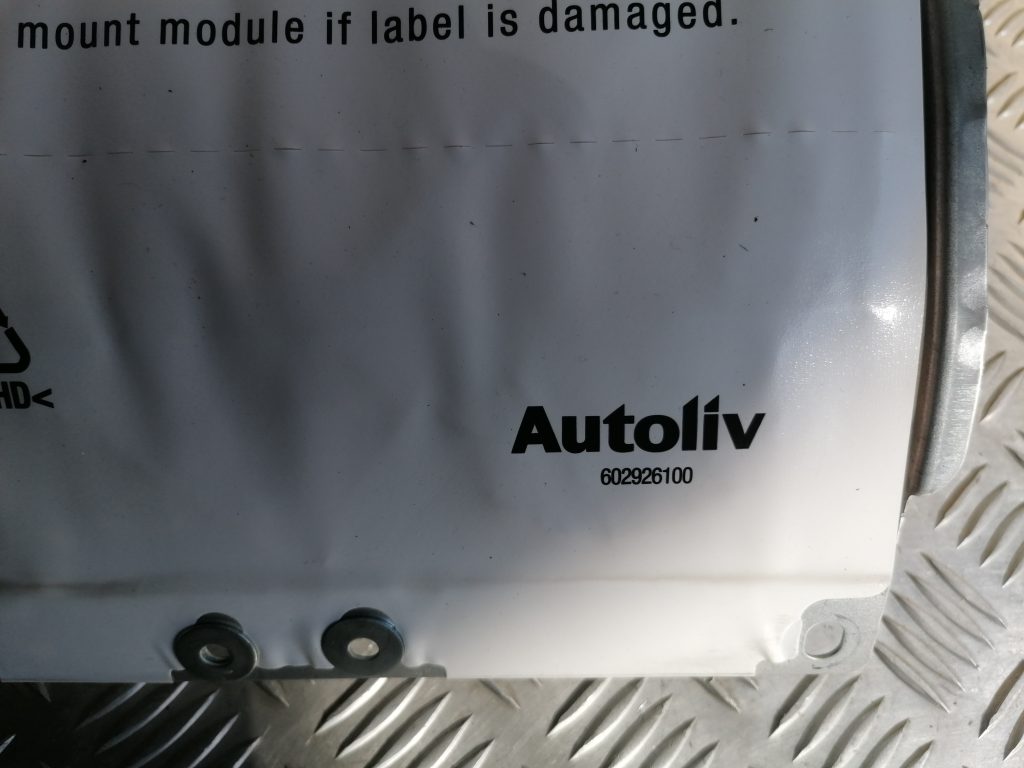 mount module if label is damaged.
HD<
Autoliv
602926100